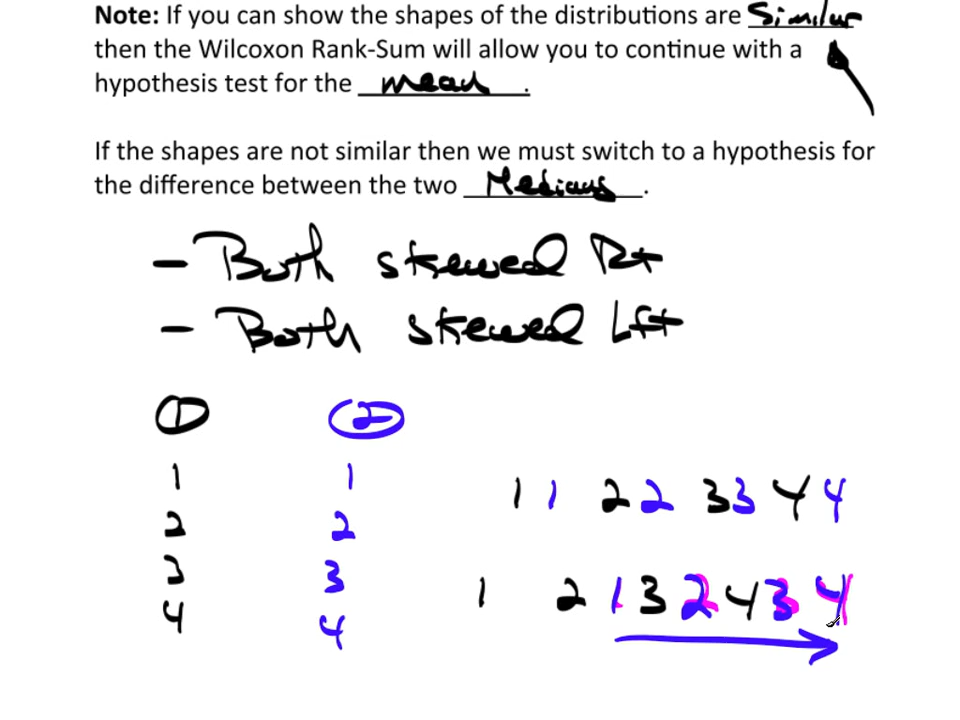 Note: If you can show the shapes of the distributions are Similar
then the Wilcoxon Rank-Sum will allow you to continue with a
hypothesis test for the mean.
If the shapes are not similar then we must switch to a hypothesis for
the difference between the two Medians.
- Both skewed Rt
- Both skewed Lft
1 2
1 1
2 2 1 1 2 2 3 3 4 4
3 3
4 4 1 2 1 3 2 4 3 4